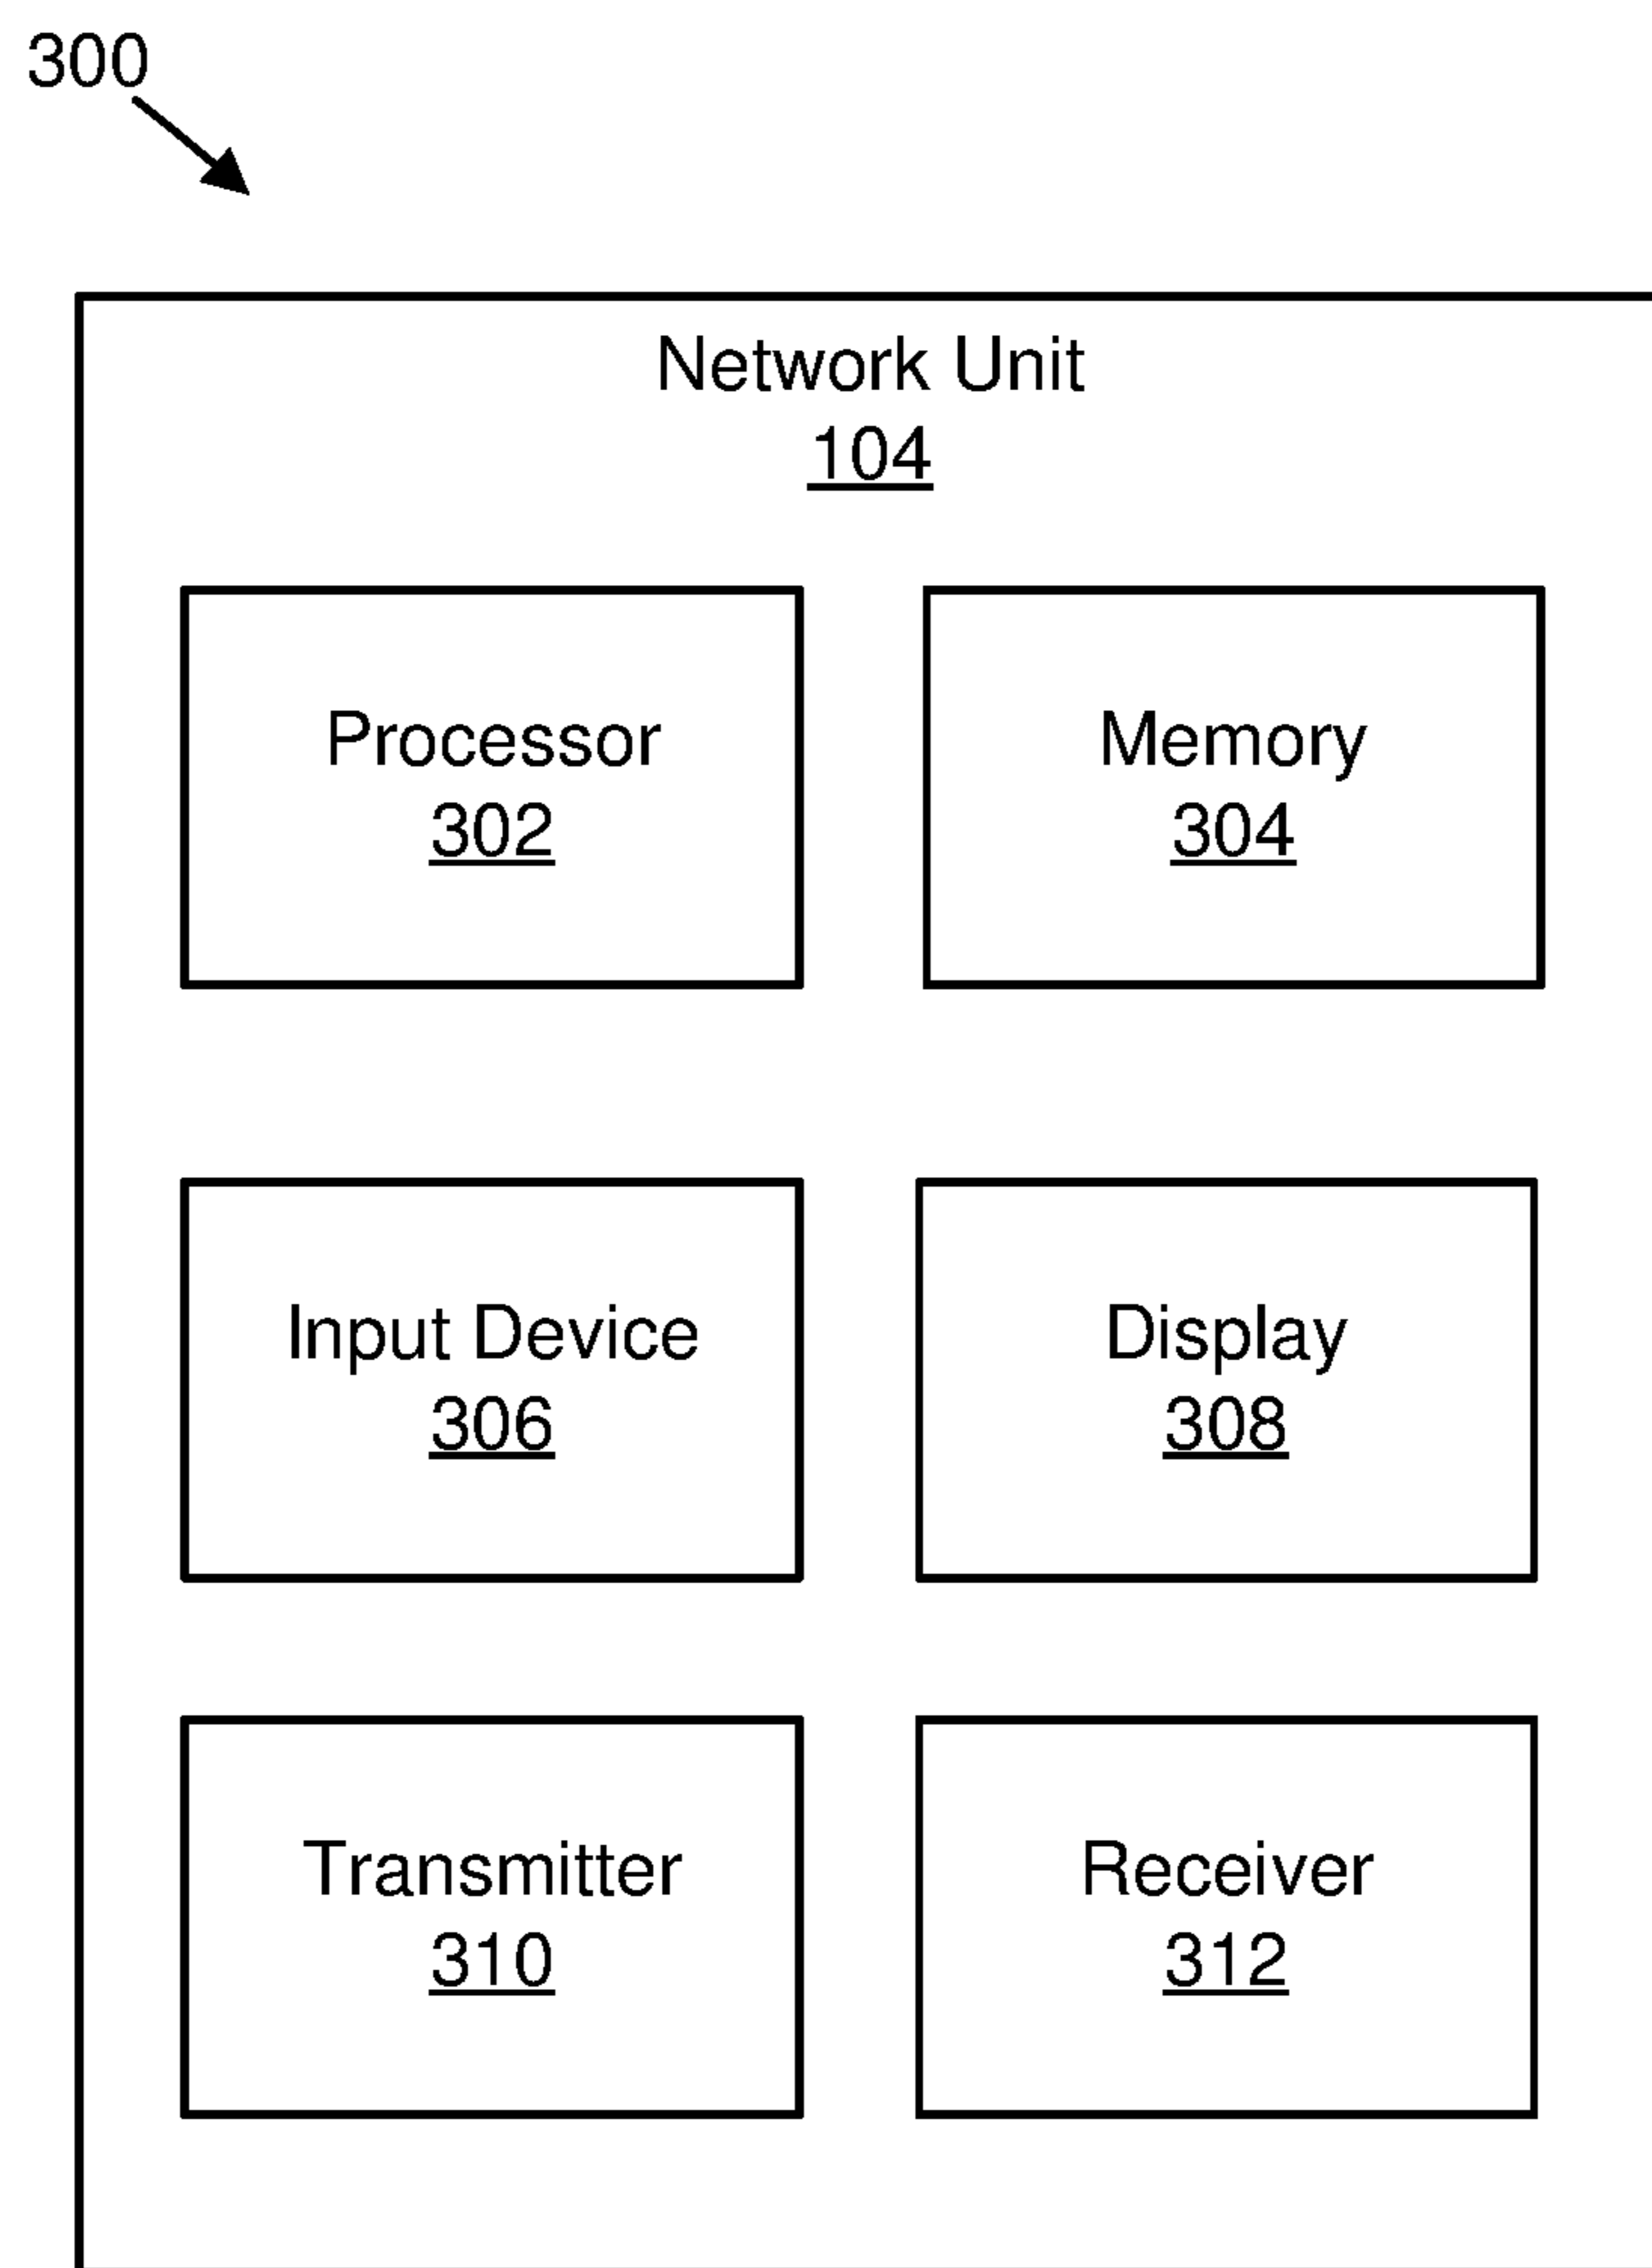 300
Network Unit
104
Processor
302
Memory
304
Input Device
306
Display
308
Transmitter
310
Receiver
312